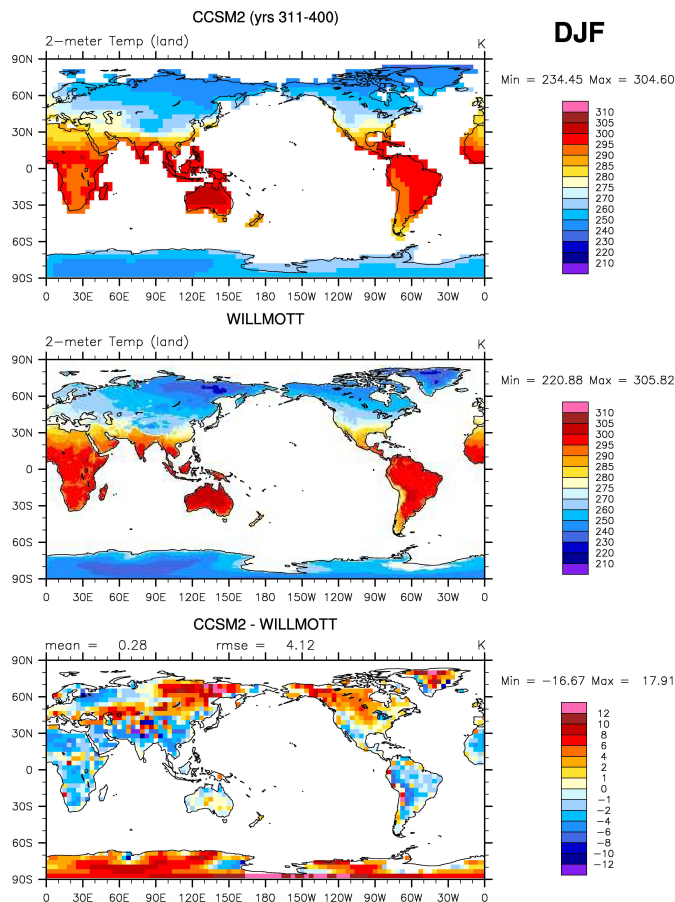 CCSM2 (yrs 311-400)
DJF
2-meter Temp (land) K
Min = 234.45 Max = 304.60
90N
60N
30N
0
30S
60S
90S
0 30E 60E 90E 120E 150E 180 150W 120W 90W 60W 30W 0
310
305
300
295
290
285
280
275
270
260
250
240
230
220
210
WILLMOTT
2-meter Temp (land) K
Min = 220.88 Max = 305.82
90N
60N
30N
0
30S
60S
90S
0 30E 60E 90E 120E 150E 180 150W 120W 90W 60W 30W 0
310
305
300
295
290
285
280
275
270
260
250
240
230
220
210
CCSM2 - WILLMOTT
mean = 0.28 rmse = 4.12 K
Min = -16.67 Max = 17.91
90N
60N
30N
0
30S
60S
90S
0 30E 60E 90E 120E 150E 180 150W 120W 90W 60W 30W 0
12
10
8
6
4
2
1
0
-1
-2
-4
-6
-8
-10
-12